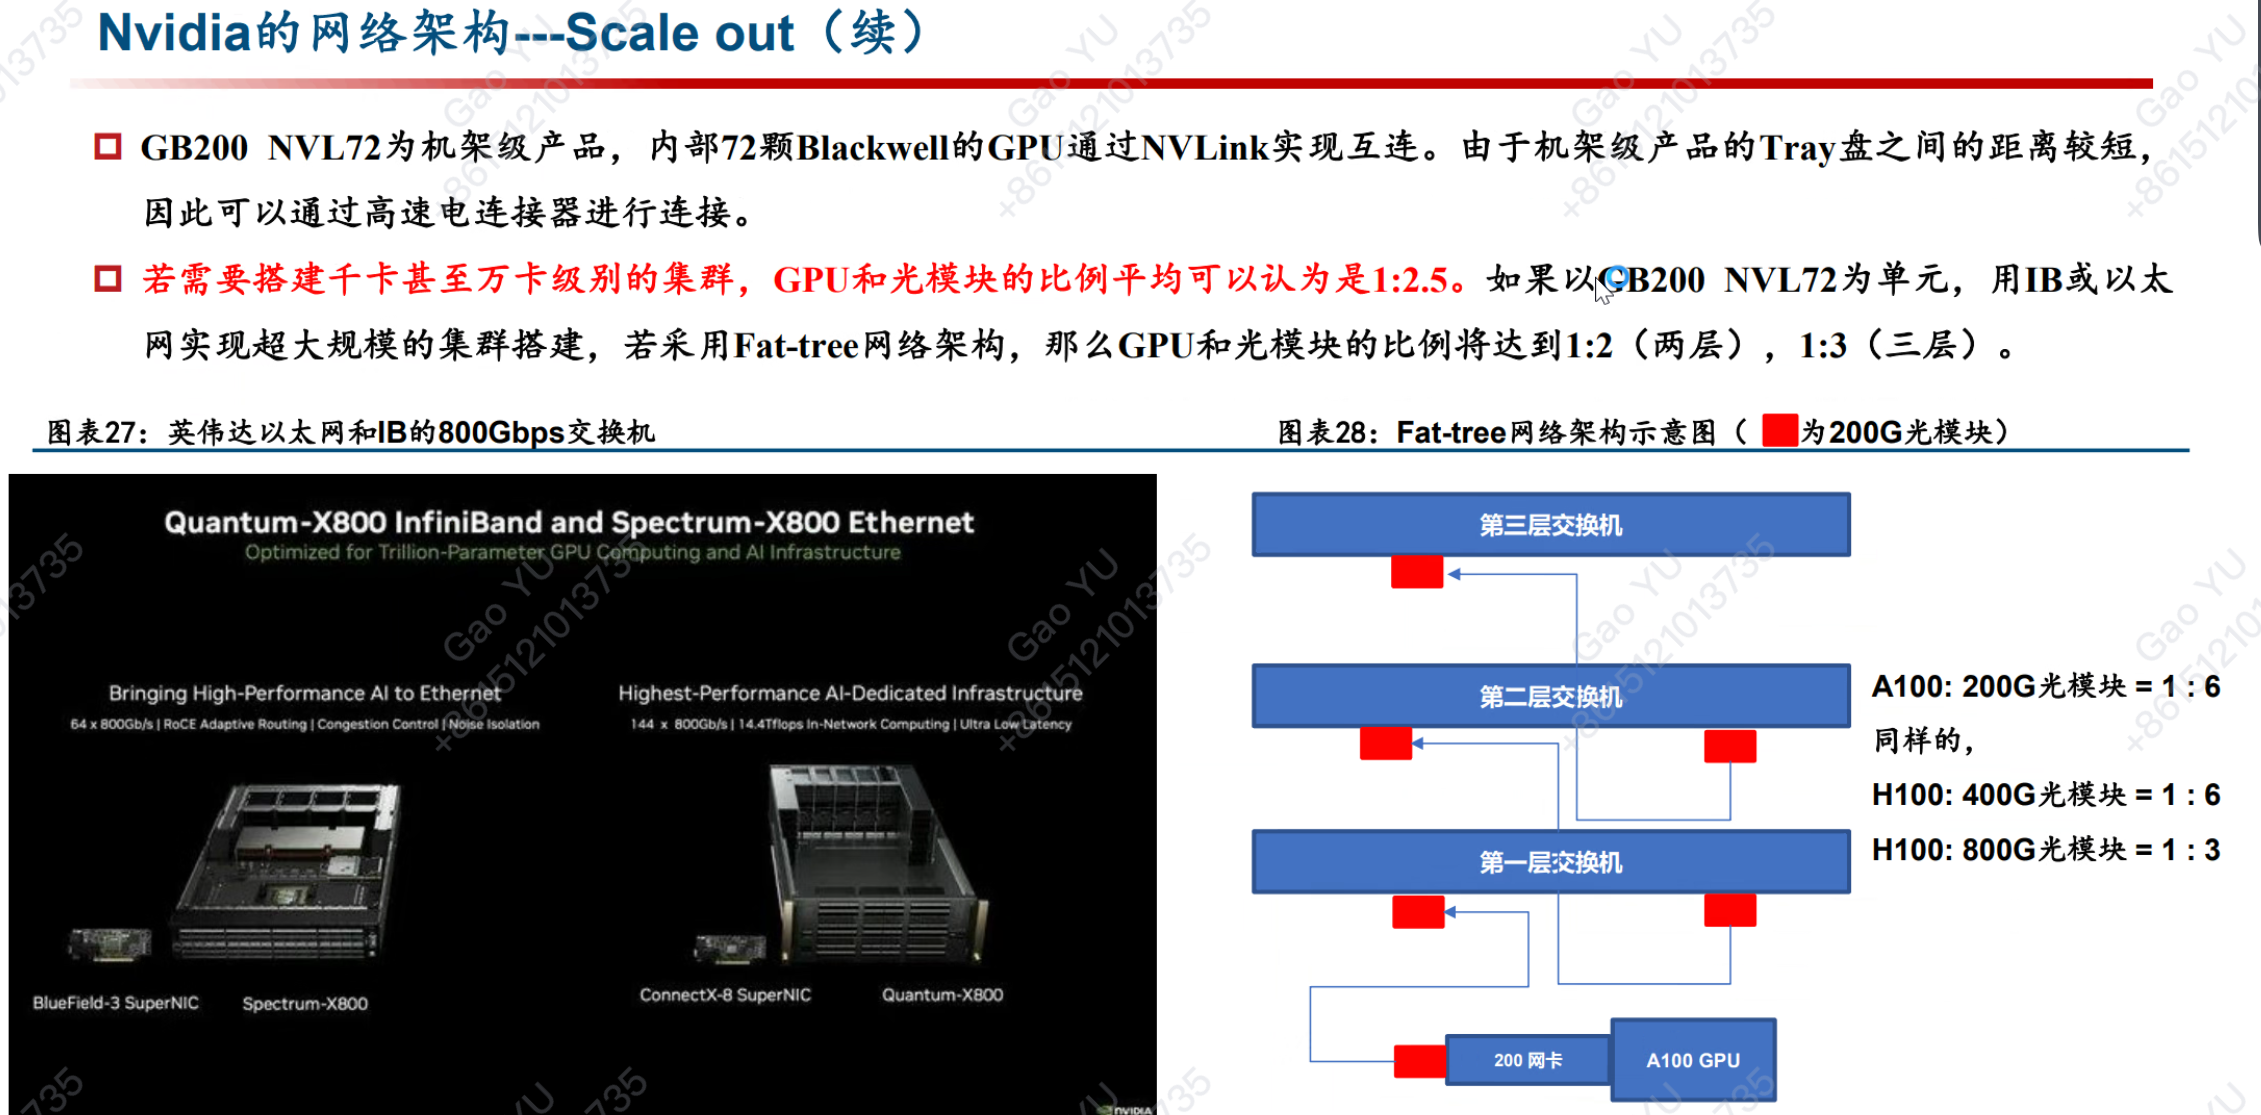 Nvidia的网络架构---Scale out（续）
GB200 NVL72为机架级产品，内部72颗Blackwell的GPU通过NVLink实现互连。由于机架级产品的Tray盘之间的距离较短，
因此可以通过高速电连接器进行连接。
若需要搭建千卡甚至万卡级别的集群，GPU和光模块的比例平均可以认为是1:2.5。如果以GB200 NVL72为单元，用IB或以太
网实现超大规模的集群搭建，若采用Fat-tree网络架构，那么GPU和光模块的比例将达到1:2（两层），1:3（三层）。
图表27：英伟达以太网和IB的800Gbps交换机
Quantum-X800 InfiniBand and Spectrum-X800 Ethernet
Optimized for Trillion-Parameter GPU Computing and AI Infrastructure
Bringing High-Performance AI to Ethernet
64 x 800Gb/s | RoCE Adaptive Routing | Congestion Control | Noise Isolation
Highest-Performance AI-Dedicated Infrastructure
144 x 800Gb/s | 14.4Tflops In-Network Computing | Ultra Low Latency
BlueField-3 SuperNIC
Spectrum-X800
ConnectX-8 SuperNIC
Quantum-X800
NVIDIA
图表28：Fat-tree网络架构示意图（ 为200G光模块）
第三层交换机
第二层交换机
第一层交换机
200 网卡
A100 GPU
A100: 200G光模块 = 1 : 6
同样的，
H100: 400G光模块 = 1 : 6
H100: 800G光模块 = 1 : 3
Gao YU
+8615121013735